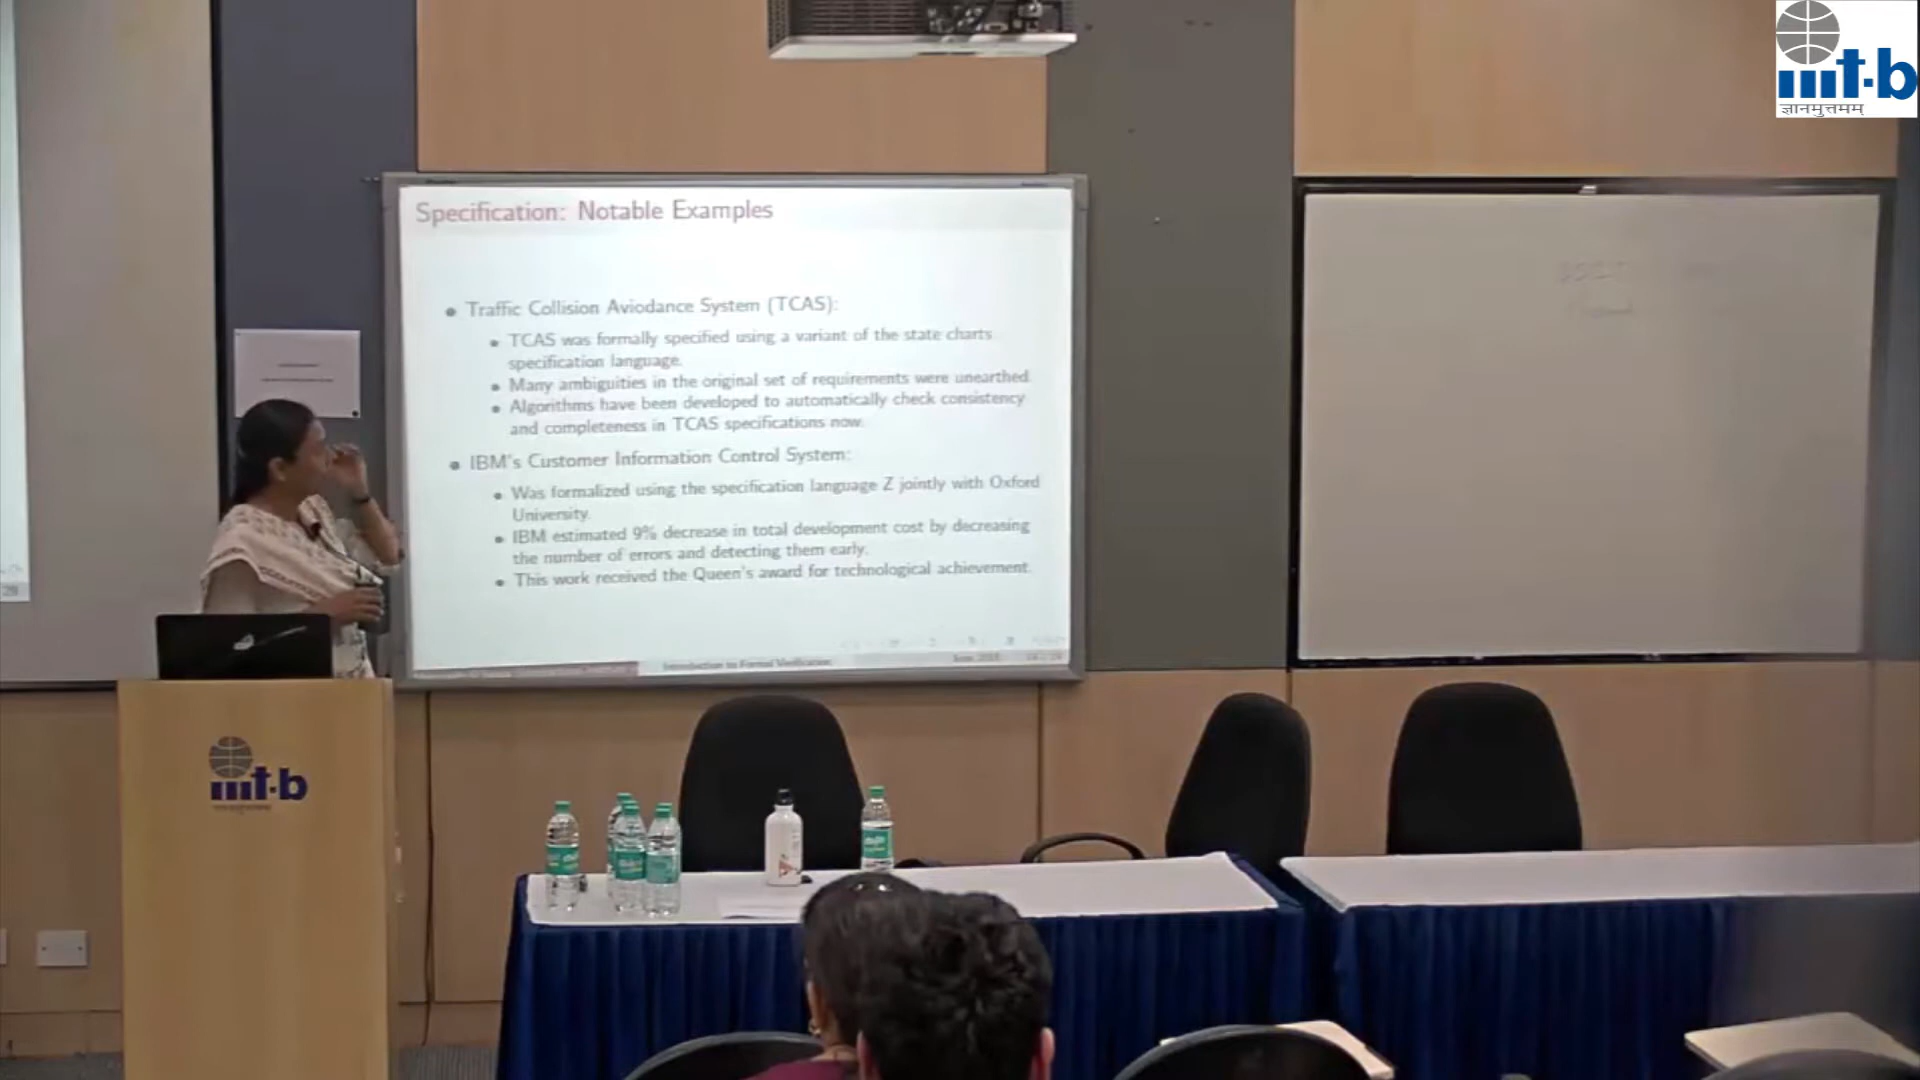 iiit-b
ज्ञानमुत्तमम्
Specification: Notable Examples
Traffic Collision Aviodance System (TCAS):
TCAS was formally specified using a variant of the state charts
specification language.
Many ambiguities in the original set of requirements were unearthed.
Algorithms have been developed to automatically check consistency
and completeness in TCAS specifications now.
IBM's Customer Information Control System:
Was formalized using the specification language Z jointly with Oxford
University.
IBM estimated 9% decrease in total development cost by decreasing
the number of errors and detecting them early.
This work received the Queen's award for technological achievement.
Introduction to Formal Verification
28
iiit-b